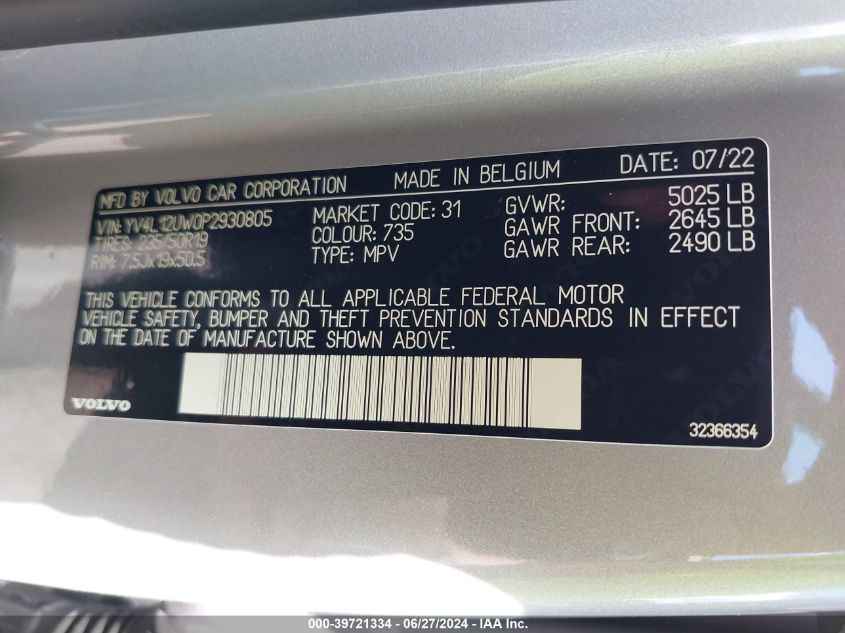 MFD BY VOLVO CAR CORPORATION MADE IN BELGIUM DATE: 07/22
VIN: YV4L12UW0P2930805 MARKET CODE: 31 GVWR: 5025 LB
TIRES: 235/50R19 COLOUR: 735 GAWR FRONT: 2645 LB
RIM: 7.5Jx19x50.5 TYPE: MPV GAWR REAR: 2490 LB
THIS VEHICLE CONFORMS TO ALL APPLICABLE FEDERAL MOTOR
VEHICLE SAFETY, BUMPER AND THEFT PREVENTION STANDARDS IN EFFECT
ON THE DATE OF MANUFACTURE SHOWN ABOVE.
VOLVO
32366354
000-39721334 - 06/27/2024 - IAA Inc.